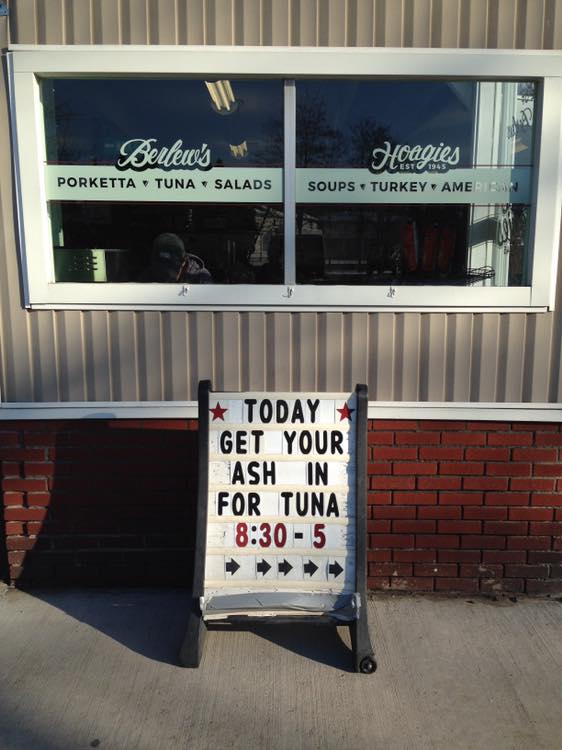 Berlew's
Hoagies
EST 1945
PORKETTA TUNA SALADS
SOUPS TURKEY AMERICAN
TODAY
GET YOUR
ASH IN
FOR TUNA
8:30-5